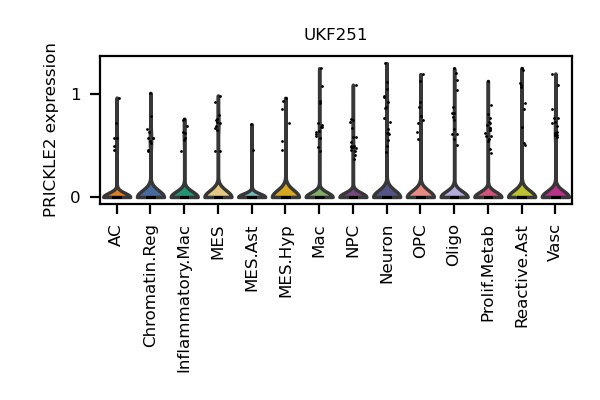 UKF251
PRICKLE2 expression
1
0
AC
Chromatin.Reg
Inflammatory.Mac
MES
MES.Ast
MES.Hyp
Mac
NPC
Neuron
OPC
Oligo
Prolif.Metab
Reactive.Ast
Vasc